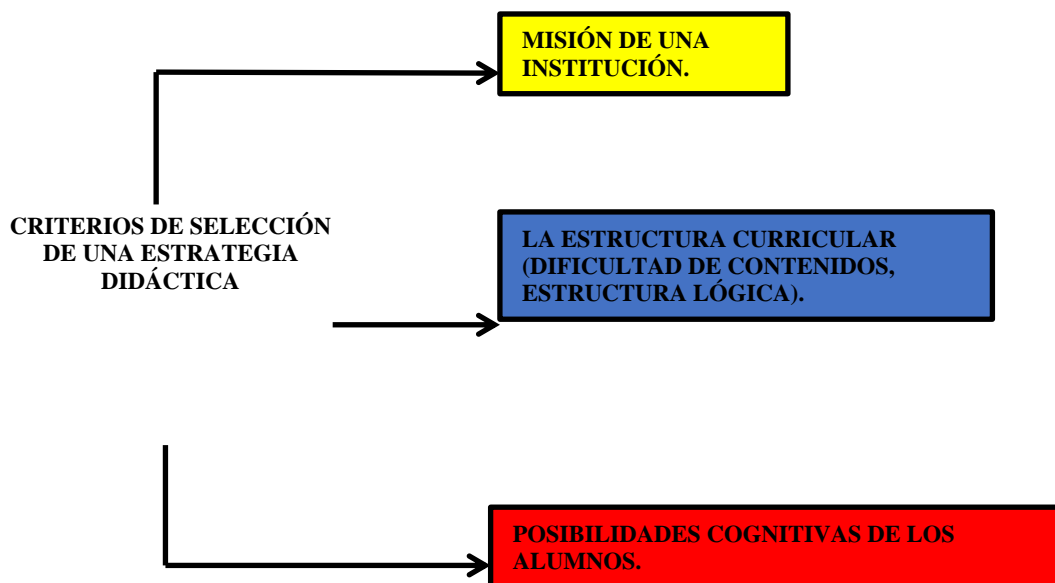 MISIÓN DE UNA
INSTITUCIÓN.
CRITERIOS DE SELECCIÓN
DE UNA ESTRATEGIA
DIDÁCTICA
LA ESTRUCTURA CURRICULAR
(DIFICULTAD DE CONTENIDOS,
ESTRUCTURA LÓGICA).
POSIBILIDADES COGNITIVAS DE LOS
ALUMNOS.